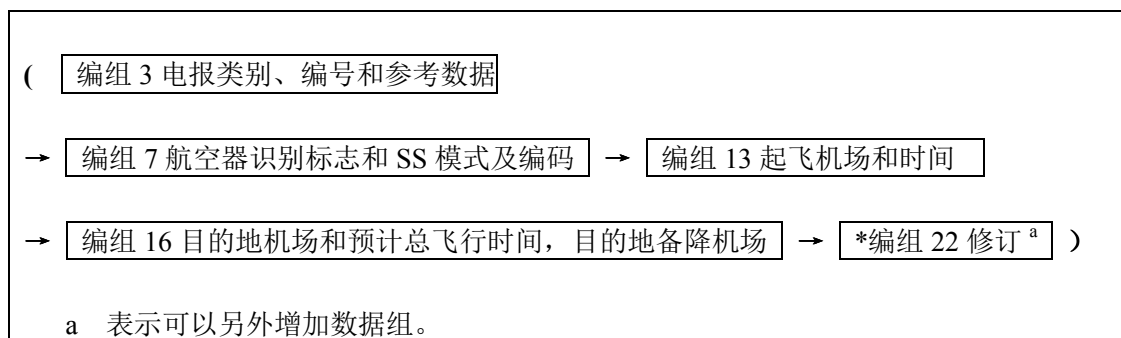 ( 编组 3 电报类别、编号和参考数据
→ 编组 7 航空器识别标志和 SS 模式及编码 → 编组 13 起飞机场和时间
→ 编组 16 目的地机场和预计总飞行时间，目的地备降机场 → *编组 22 修订 a ）
a 表示可以另外增加数据组。